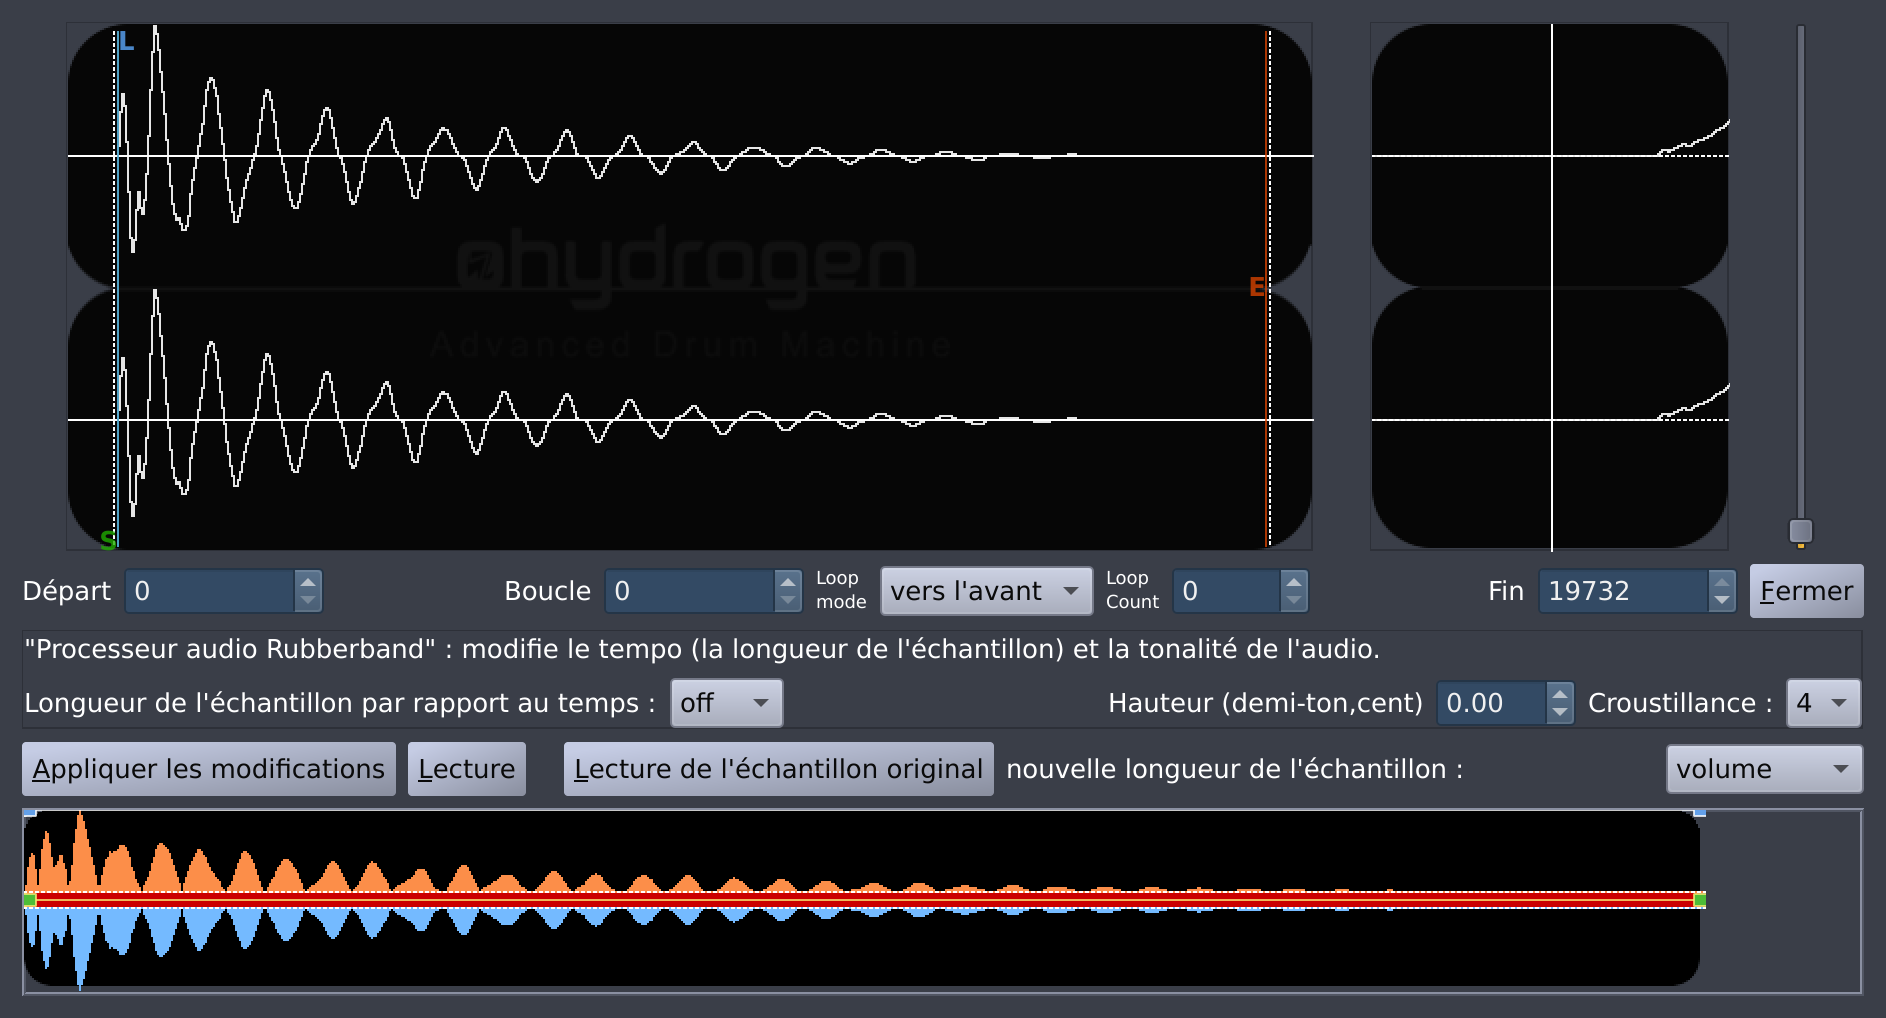 L
hydrogen
E
Advanced Drum Machine
S
Départ 0 Boucle 0 Loop mode vers l'avant Loop Count 0 Fin 19732 Fermer
"Processeur audio Rubberband" : modifie le tempo (la longueur de l'échantillon) et la tonalité de l'audio.
Longueur de l'échantillon par rapport au temps : off Hauteur (demi-ton,cent) 0.00 Croustillance : 4
Appliquer les modifications Lecture Lecture de l'échantillon original nouvelle longueur de l'échantillon : volume